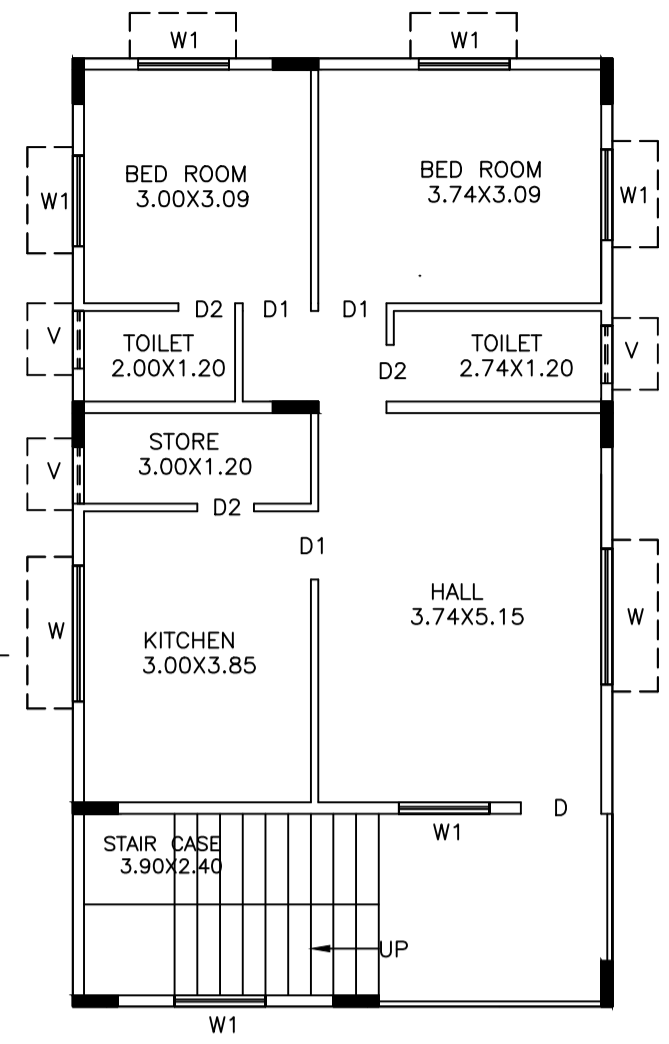 W1
W1
BED ROOM
3.00X3.09
BED ROOM
3.74X3.09
W1
W1
D2
D1
D1
V
TOILET
2.00X1.20
TOILET
2.74X1.20
V
D2
STORE
3.00X1.20
V
D2
D1
HALL
3.74X5.15
W
W
KITCHEN
3.00X3.85
D
W1
STAIR CASE
3.90X2.40
UP
W1